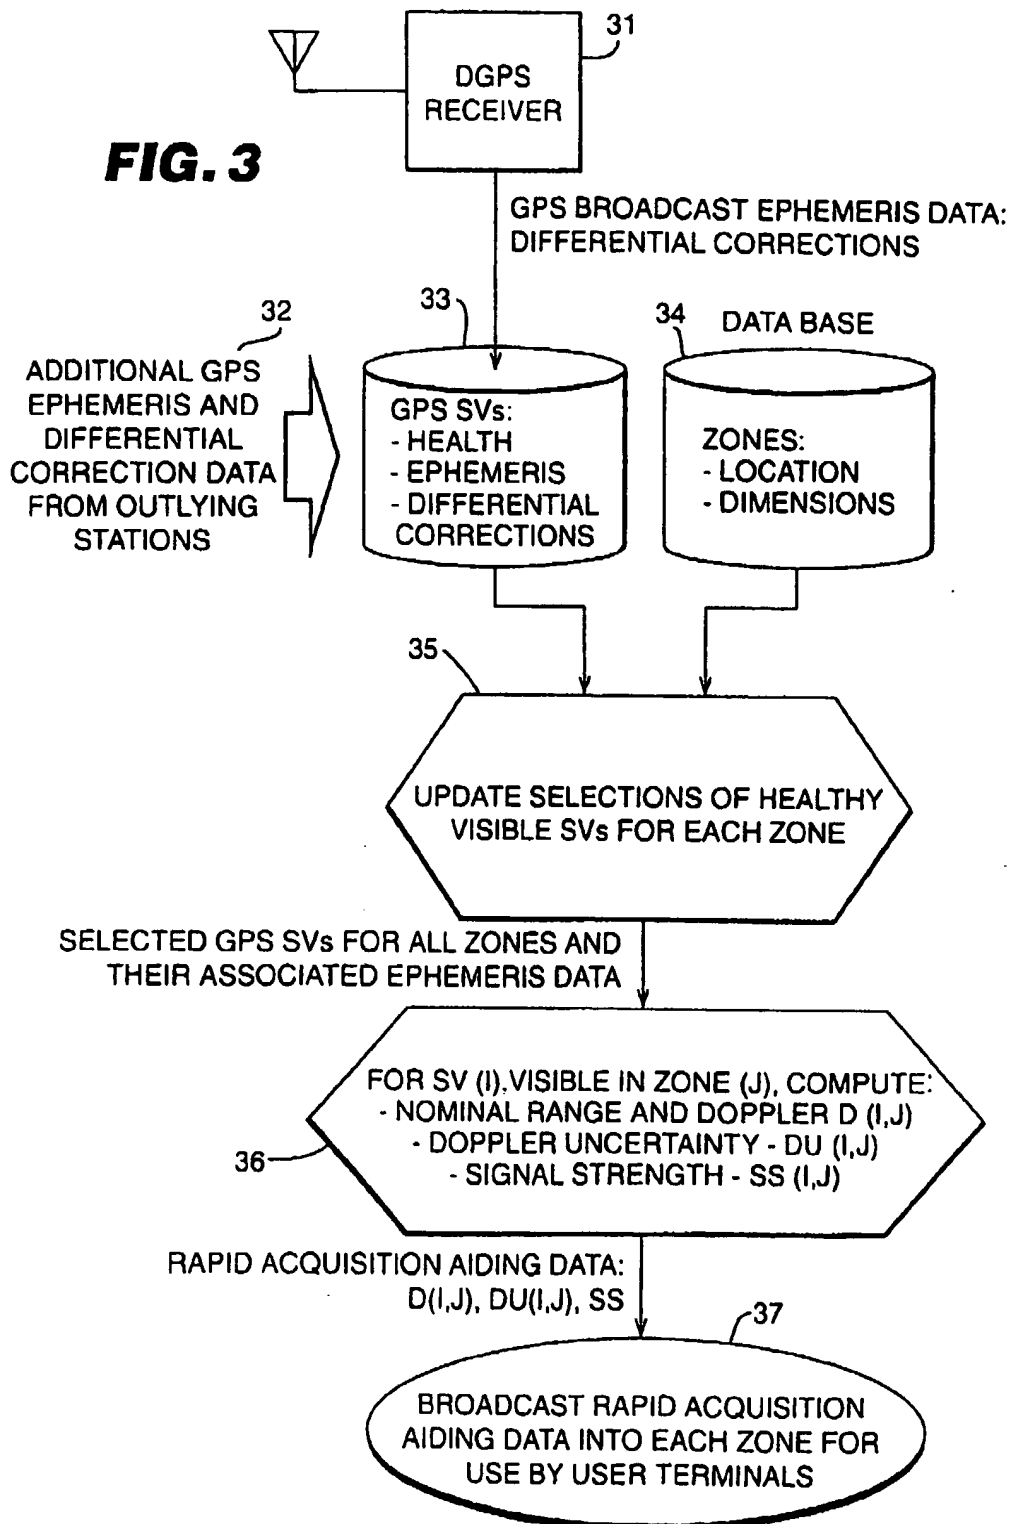 31
DGPS
RECEIVER
FIG. 3
GPS BROADCAST EPHEMERIS DATA:
DIFFERENTIAL CORRECTIONS
32
ADDITIONAL GPS
EPHEMERIS AND
DIFFERENTIAL
CORRECTION DATA
FROM OUTLYING
STATIONS
33
GPS SVs:
- HEALTH
- EPHEMERIS
- DIFFERENTIAL
CORRECTIONS
34
DATA BASE
ZONES:
- LOCATION
- DIMENSIONS
35
UPDATE SELECTIONS OF HEALTHY
VISIBLE SVs FOR EACH ZONE
SELECTED GPS SVs FOR ALL ZONES AND
THEIR ASSOCIATED EPHEMERIS DATA
FOR SV (I),VISIBLE IN ZONE (J), COMPUTE:
- NOMINAL RANGE AND DOPPLER D (I,J)
- DOPPLER UNCERTAINTY - DU (I,J)
- SIGNAL STRENGTH - SS (I,J)
36
RAPID ACQUISITION AIDING DATA:
D(I,J), DU(I,J), SS
37
BROADCAST RAPID ACQUISITION
AIDING DATA INTO EACH ZONE FOR
USE BY USER TERMINALS